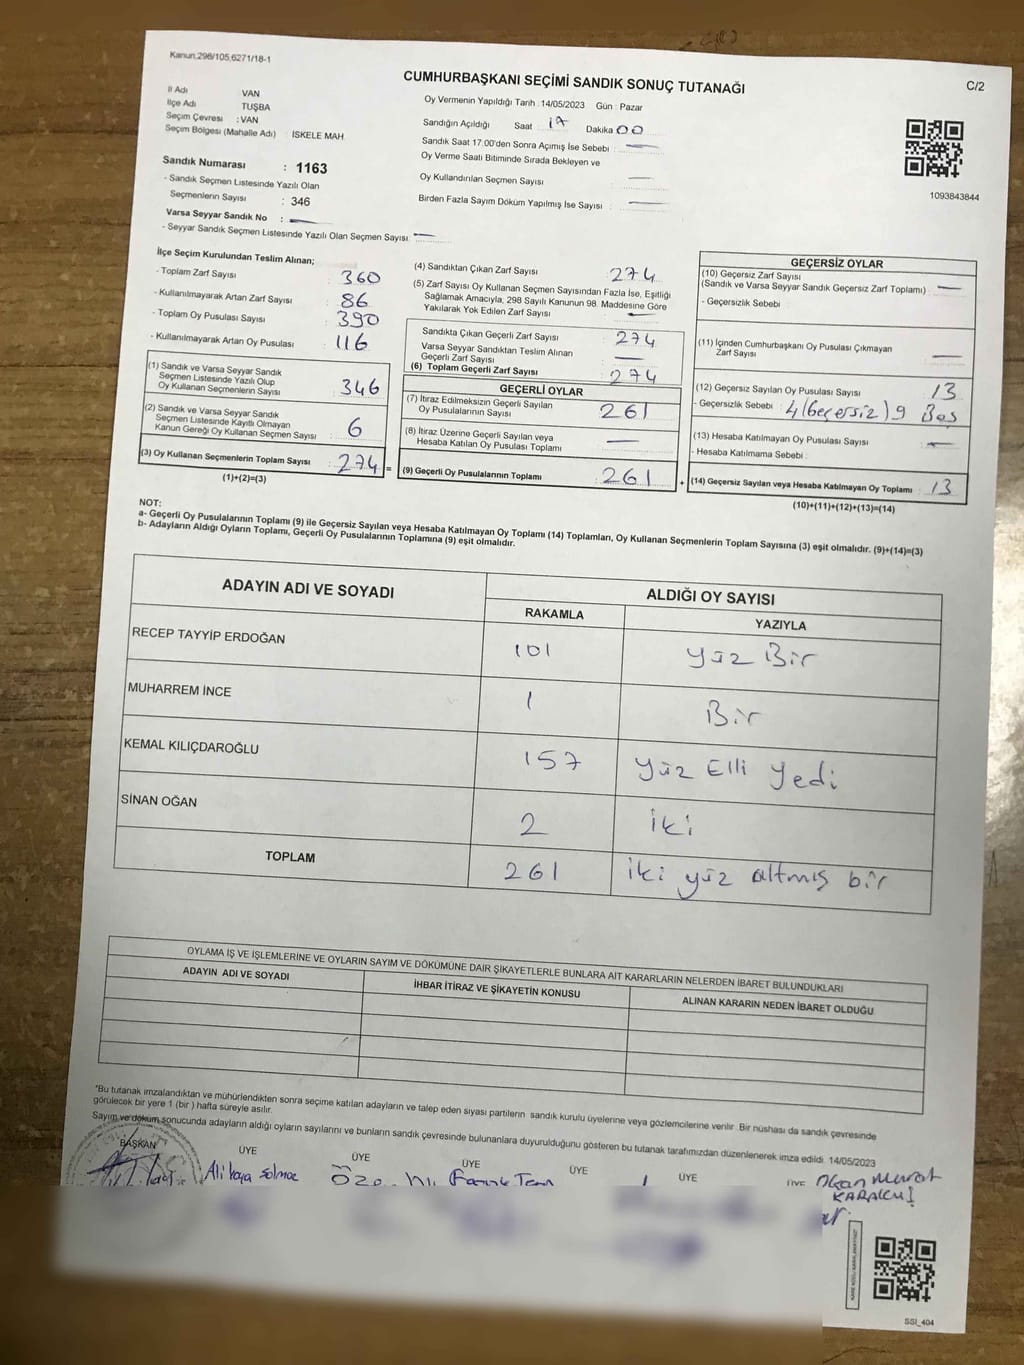 Kanun:298/105,6271/18-1
CUMHURBAŞKANI SEÇİMİ SANDIK SONUÇ TUTANAĞI
C/2
İl Adı VAN
İlçe Adı TUŞBA
Seçim Çevresi : VAN
Seçim Bölgesi (Mahalle Adı) : İSKELE MAH
Sandık Numarası : 1163
- Sandık Seçmen Listesinde Yazılı Olan
Seçmenlerin Sayısı : 346
Varsa Seyyar Sandık No : —
- Seyyar Sandık Seçmen Listesinde Yazılı Olan Seçmen Sayısı —
Oy Vermenin Yapıldığı Tarih : 14/05/2023 Gün : Pazar
Sandığın Açıldığı Saat : 17 Dakika 00
Sandık Saat 17.00'den Sonra Açılmış İse Sebebi : —
Oy Verme Saati Bitiminde Sırada Bekleyen ve
Oy Kullandırılan Seçmen Sayısı —
Birden Fazla Sayım Döküm Yapılmış İse Sayısı : —
1093843844
İlçe Seçim Kurulundan Teslim Alınan;
- Toplam Zarf Sayısı : 360
- Kullanılmayarak Artan Zarf Sayısı : 86
- Toplam Oy Pusulası Sayısı : 390
- Kullanılmayarak Artan Oy Pusulası : 116
(1) Sandık ve Varsa Seyyar Sandık
Seçmen Listesinde Yazılı Olup
Oy Kullanan Seçmenlerin Sayısı : 346
(2) Sandık ve Varsa Seyyar Sandık
Seçmen Listesinde Kayıtlı Olmayan
Kanun Gereği Oy Kullanan Seçmen Sayısı : 6
(3) Oy Kullanan Seçmenlerin Toplam Sayısı : 274 =
(1)+(2)=(3)
(4) Sandıktan Çıkan Zarf Sayısı : 274
(5) Zarf Sayısı Oy Kullanan Seçmen Sayısından Fazla İse, Eşitliği
Sağlamak Amacıyla, 298 Sayılı Kanunun 98. Maddesine Göre
Yakılarak Yok Edilen Zarf Sayısı : —
Sandıkta Çıkan Geçerli Zarf Sayısı : 274
Varsa Seyyar Sandıktan Teslim Alınan
Geçerli Zarf Sayısı : —
(6) Toplam Geçerli Zarf Sayısı : 274
GEÇERLİ OYLAR
(7) İtiraz Edilmeksizin Geçerli Sayılan
Oy Pusulalarının Sayısı : 261
(8) İtiraz Üzerine Geçerli Sayılan veya
Hesaba Katılan Oy Pusulası Toplamı : —
(9) Geçerli Oy Pusulalarının Toplamı : 261 +
GEÇERSİZ OYLAR
(10) Geçersiz Zarf Sayısı
(Sandık ve Varsa Seyyar Sandık Geçersiz Zarf Toplamı) : —
- Geçersizlik Sebebi :
(11) İçinden Cumhurbaşkanı Oy Pusulası Çıkmayan
Zarf Sayısı : —
(12) Geçersiz Sayılan Oy Pusulası Sayısı : 13
- Geçersizlik Sebebi : 4 (Geçersiz) 9 Boş
(13) Hesaba Katılmayan Oy Pusulası Sayısı : —
- Hesaba Katılmama Sebebi :
(14) Geçersiz Sayılan veya Hesaba Katılmayan Oy Toplamı : 13
(10)+(11)+(12)+(13)=(14)
NOT:
a- Geçerli Oy Pusulalarının Toplamı (9) ile Geçersiz Sayılan veya Hesaba Katılmayan Oy Toplamı (14) Toplamları, Oy Kullanan Seçmenlerin Toplam Sayısına (3) eşit olmalıdır. (9)+(14)=(3)
b- Adayların Aldığı Oyların Toplamı, Geçerli Oy Pusulalarının Toplamına (9) eşit olmalıdır.
ADAYIN ADI VE SOYADI
ALDIĞI OY SAYISI
RAKAMLA YAZIYLA
RECEP TAYYİP ERDOĞAN 101 yüz Bir
MUHARREM İNCE 1 Bir
KEMAL KILIÇDAROĞLU 157 yüz Elli yedi
SİNAN OĞAN 2 iki
TOPLAM 261 iki yüz altmış bir
OYLAMA İŞ VE İŞLEMLERİNE VE OYLARIN SAYIM VE DÖKÜMÜNE DAİR ŞİKAYETLERLE BUNLARA AİT KARARLARIN NELERDEN İBARET BULUNDUKLARI
ADAYIN ADI VE SOYADI İHBAR İTİRAZ VE ŞİKAYETİN KONUSU ALINAN KARARIN NEDEN İBARET OLDUĞU
*Bu tutanak imzalandıktan ve mühürlendikten sonra seçime katılan adayların ve talep eden siyasi partilerin sandık kurulu üyelerine veya gözlemcilerine verilir. Bir nüshası da sandık çevresinde
görülecek bir yere 1 (bir) hafta süreyle asılır.
Sayım ve döküm sonucunda adayların aldığı oyların sayılarını ve bunların sandık çevresinde bulunanlara duyurulduğunu gösteren bu tutanak tarafımızdan düzenlenerek imza edildi. 14/05/2023
BAŞKAN ÜYE ÜYE ÜYE ÜYE ÜYE ÜYE
Ali kaya Solmaz
Murat
KARAKUŞ
SSI_404